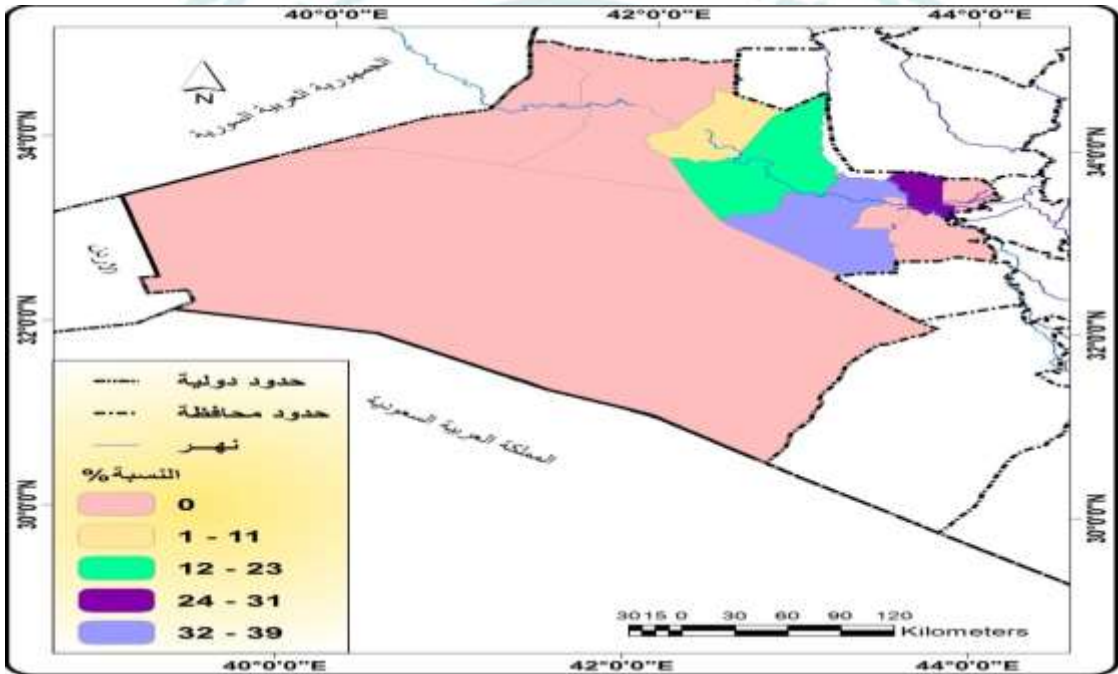 40°0'0"E
42°0'0"E
44°0'0"E
34°0'0"N
32°0'0"N
30°0'0"N
34°0'0"N
32°0'0"N
30°0'0"N
الجمهورية العربية السورية
N
الاردن
المملكة العربية السعودية
حدود دولية
حدود محافظة
نهر
النسبة %
0
1 - 11
12 - 23
24 - 31
32 - 39
30 15 0 30 60 90 120
Kilometers
40°0'0"E
42°0'0"E
44°0'0"E